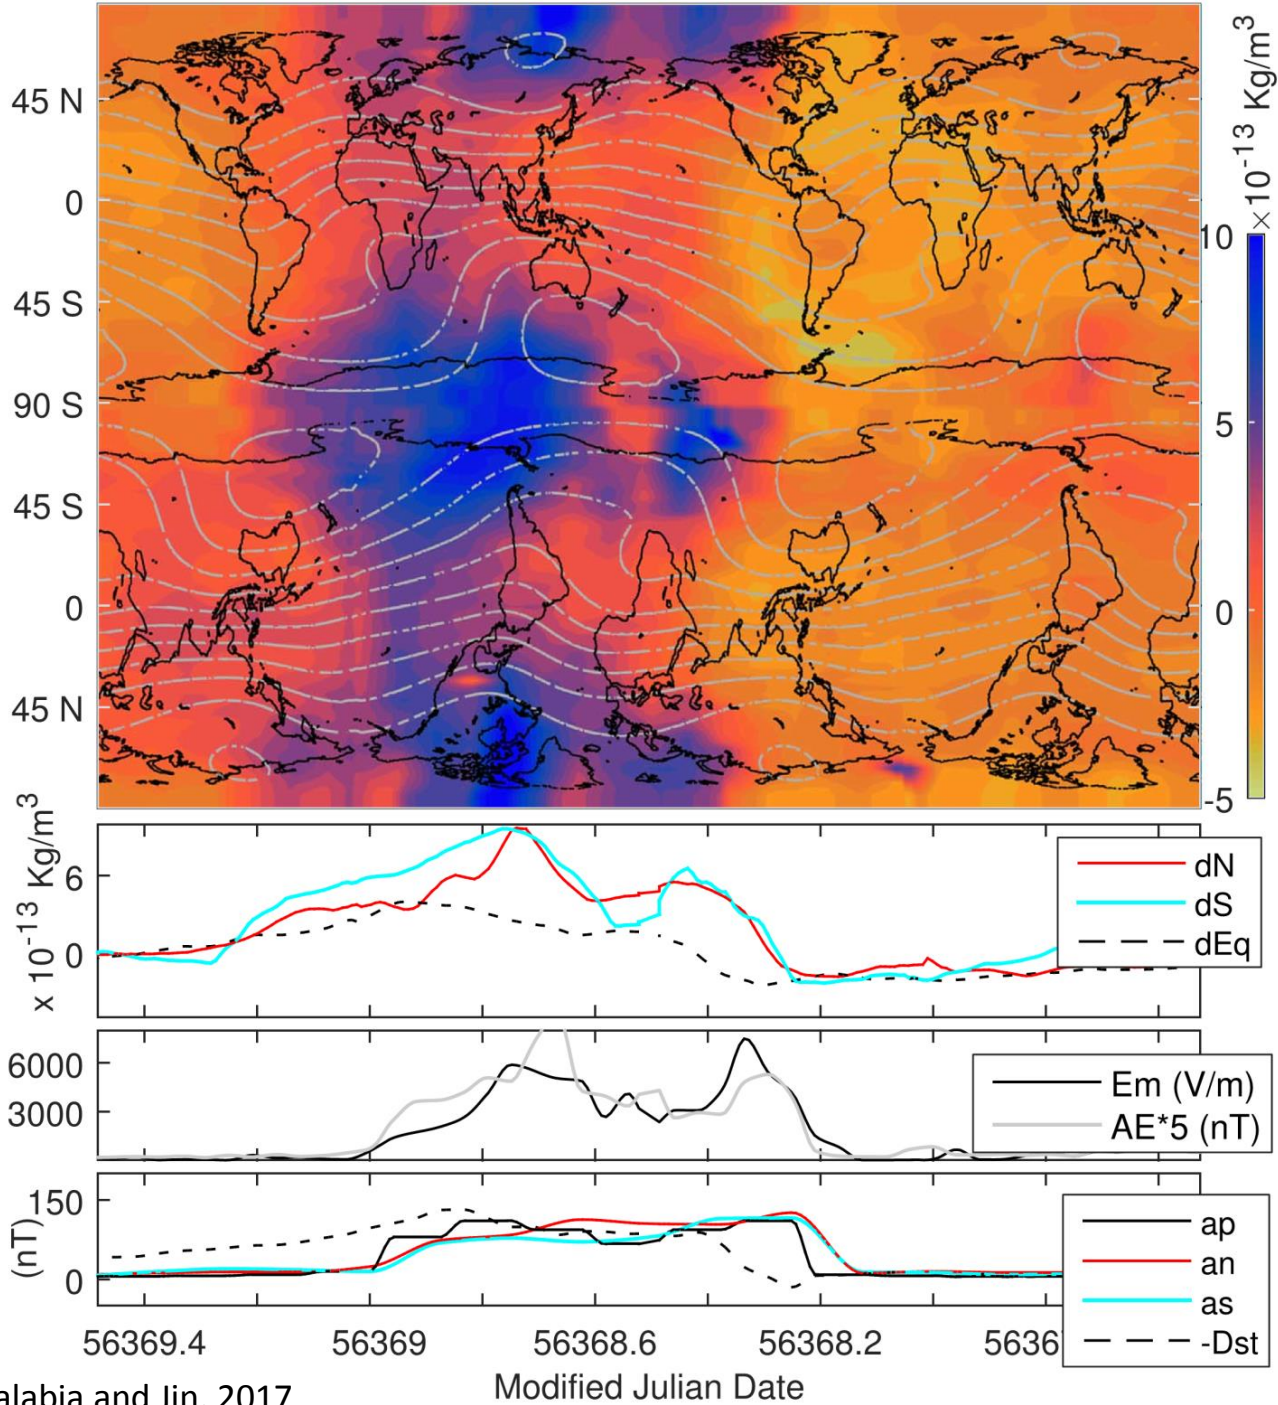 ×10-13 Kg/m3
45 N
0
45 S
90 S
45 S
0
45 N
10
5
0
-5
x 10-13 Kg/m3
6
0
dN
dS
dEq
6000
3000
Em (V/m)
AE*5 (nT)
(nT)
150
0
ap
an
as
-Dst
56369.4 56369 56368.6 56368.2 5636
Modified Julian Date
alabia and Jin, 2017